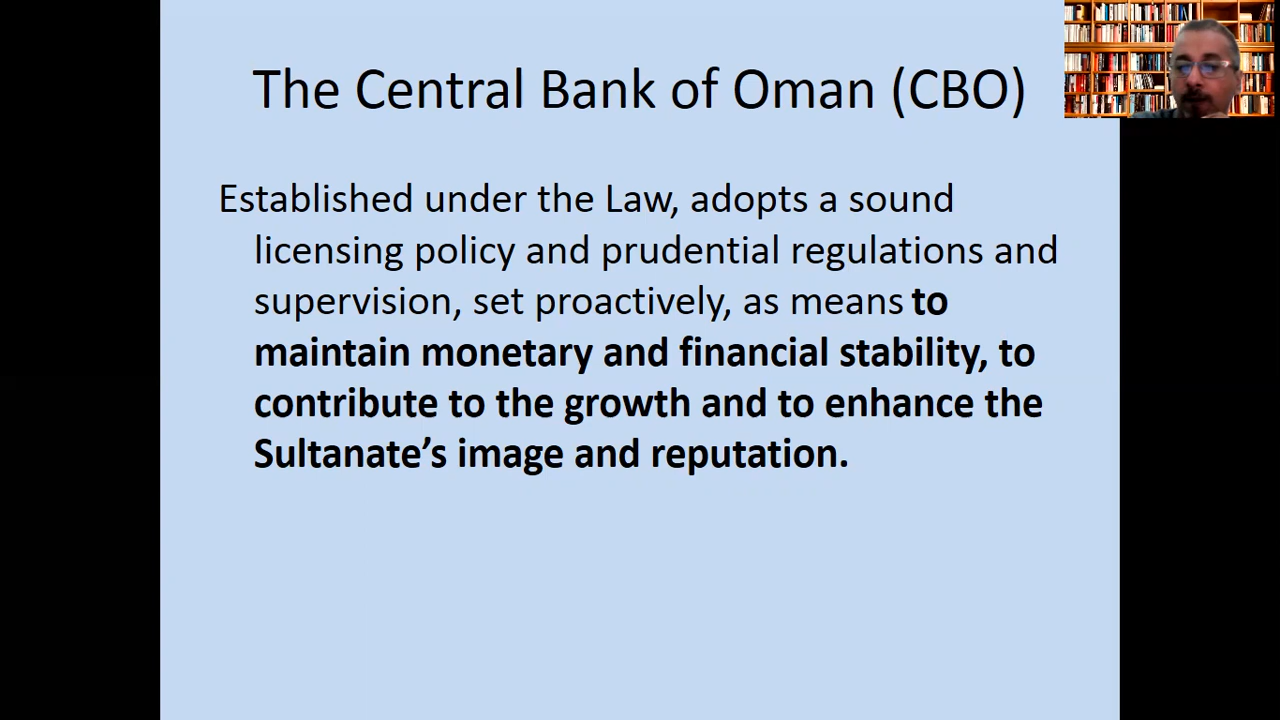 The Central Bank of Oman (CBO)
Established under the Law, adopts a sound
licensing policy and prudential regulations and
supervision, set proactively, as means to
maintain monetary and financial stability, to
contribute to the growth and to enhance the
Sultanate’s image and reputation.